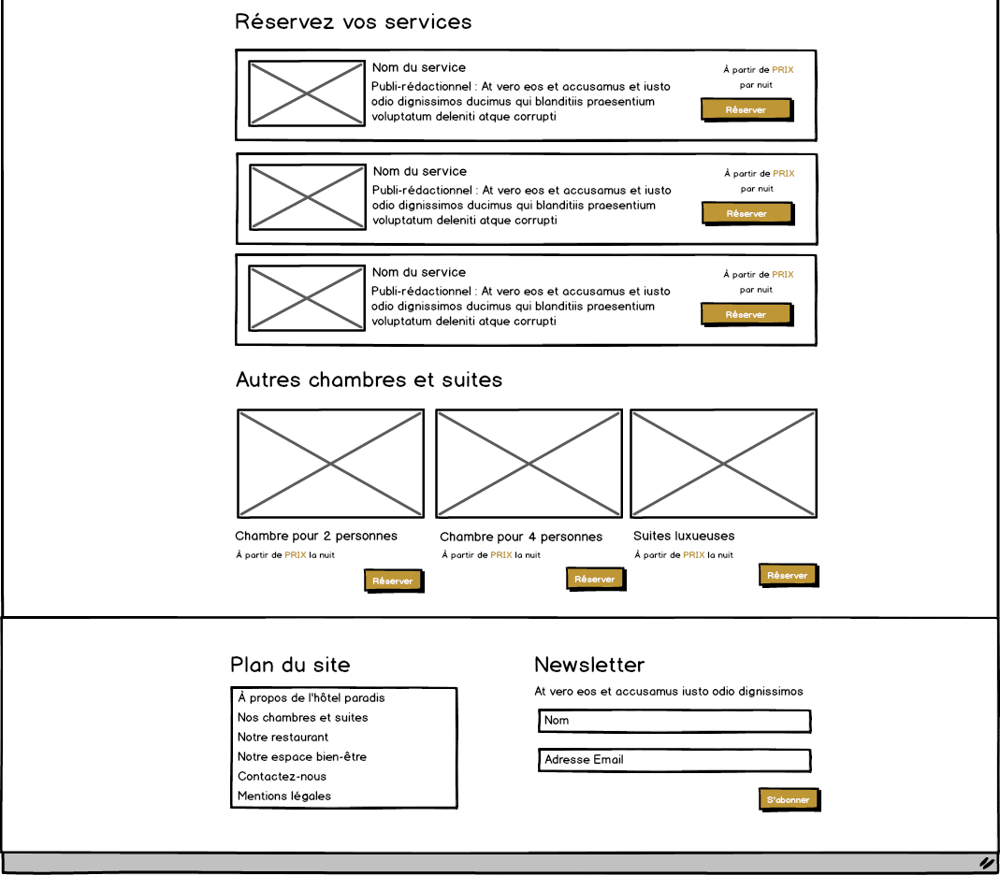 Réservez vos services
Nom du service
Publi-rédactionnel : At vero eos et accusamus et iusto
odio dignissimos ducimus qui blanditiis praesentium
voluptatum deleniti atque corrupti
À partir de PRIX
par nuit
Réserver
Nom du service
Publi-rédactionnel : At vero eos et accusamus et iusto
odio dignissimos ducimus qui blanditiis praesentium
voluptatum deleniti atque corrupti
À partir de PRIX
par nuit
Réserver
Nom du service
Publi-rédactionnel : At vero eos et accusamus et iusto
odio dignissimos ducimus qui blanditiis praesentium
voluptatum deleniti atque corrupti
À partir de PRIX
par nuit
Réserver
Autres chambres et suites
Chambre pour 2 personnes
À partir de PRIX la nuit
Réserver
Chambre pour 4 personnes
À partir de PRIX la nuit
Réserver
Suites luxueuses
À partir de PRIX la nuit
Réserver
Plan du site
À propos de l'hôtel paradis
Nos chambres et suites
Notre restaurant
Notre espace bien-être
Contactez-nous
Mentions légales
Newsletter
At vero eos et accusamus iusto odio dignissimos
Nom
Adresse Email
S'abonner